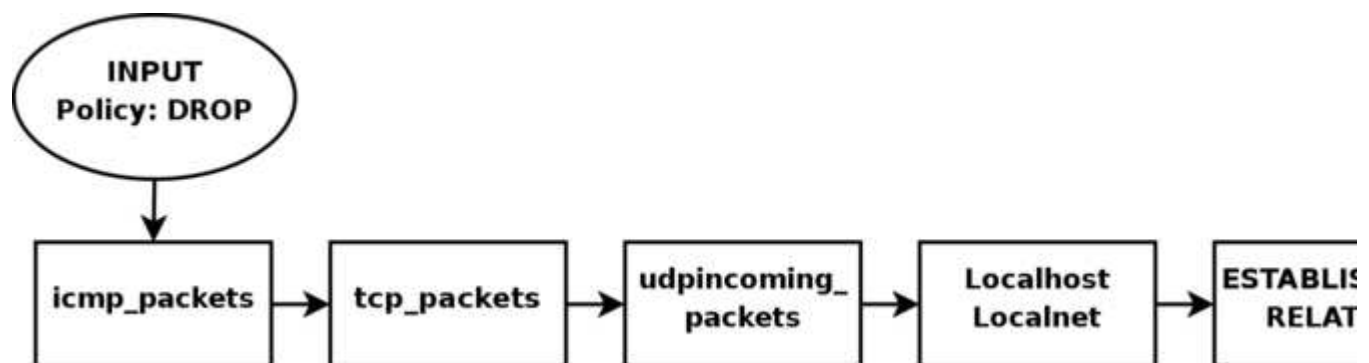 INPUT
Policy: DROP
icmp_packets
tcp_packets
udpincoming_
packets
Localhost
Localnet